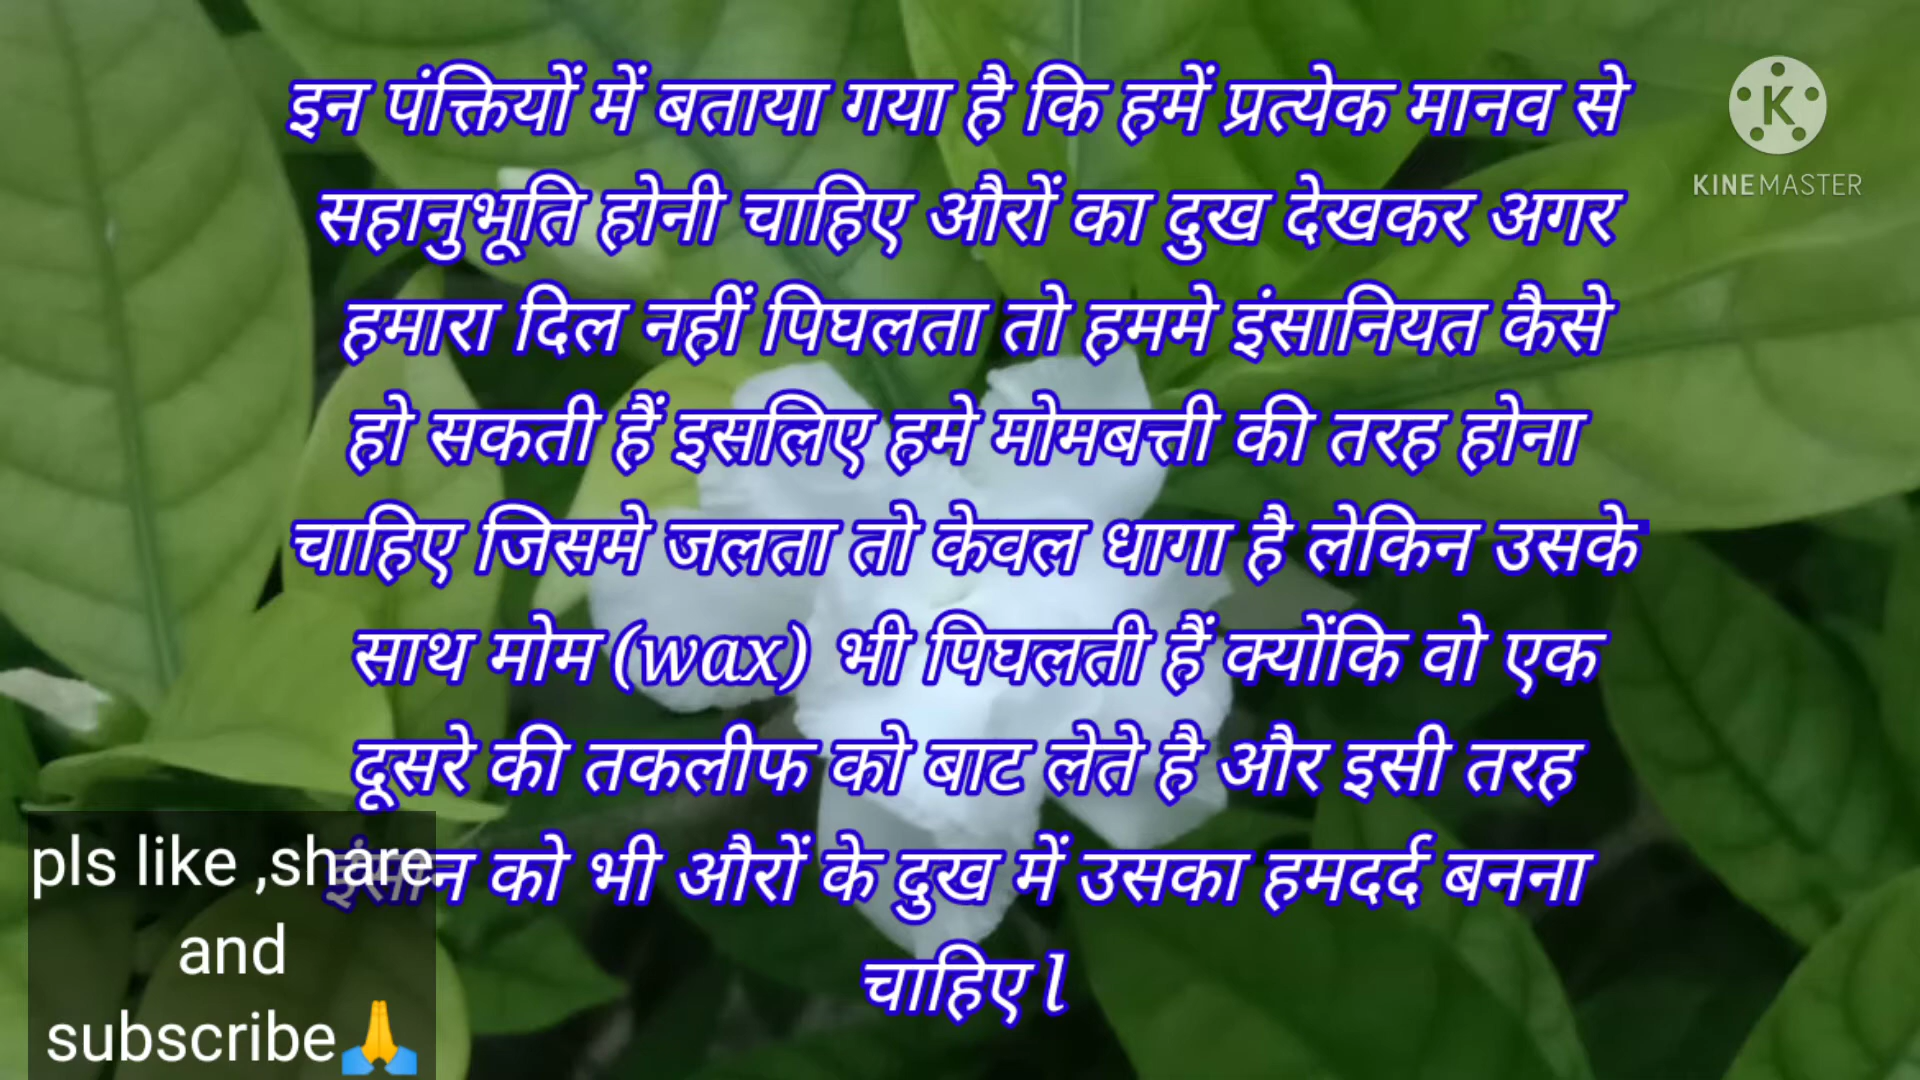 इन पंक्तियों में बताया गया है कि हमें प्रत्येक मानव से
सहानुभूति होनी चाहिए औरों का दुख देखकर अगर
हमारा दिल नहीं पिघलता तो हममे इंसानियत कैसे
हो सकती हैं इसलिए हमे मोमबत्ती की तरह होना
चाहिए जिसमे जलता तो केवल धागा है लेकिन उसके
साथ मोम (wax) भी पिघलती हैं क्योंकि वो एक
दूसरे की तकलीफ को बाट लेते है और इसी तरह
इंसान को भी औरों के दुख में उसका हमदर्द बनना
चाहिए l
KINEMASTER
pls like ,share
and
subscribe🙏